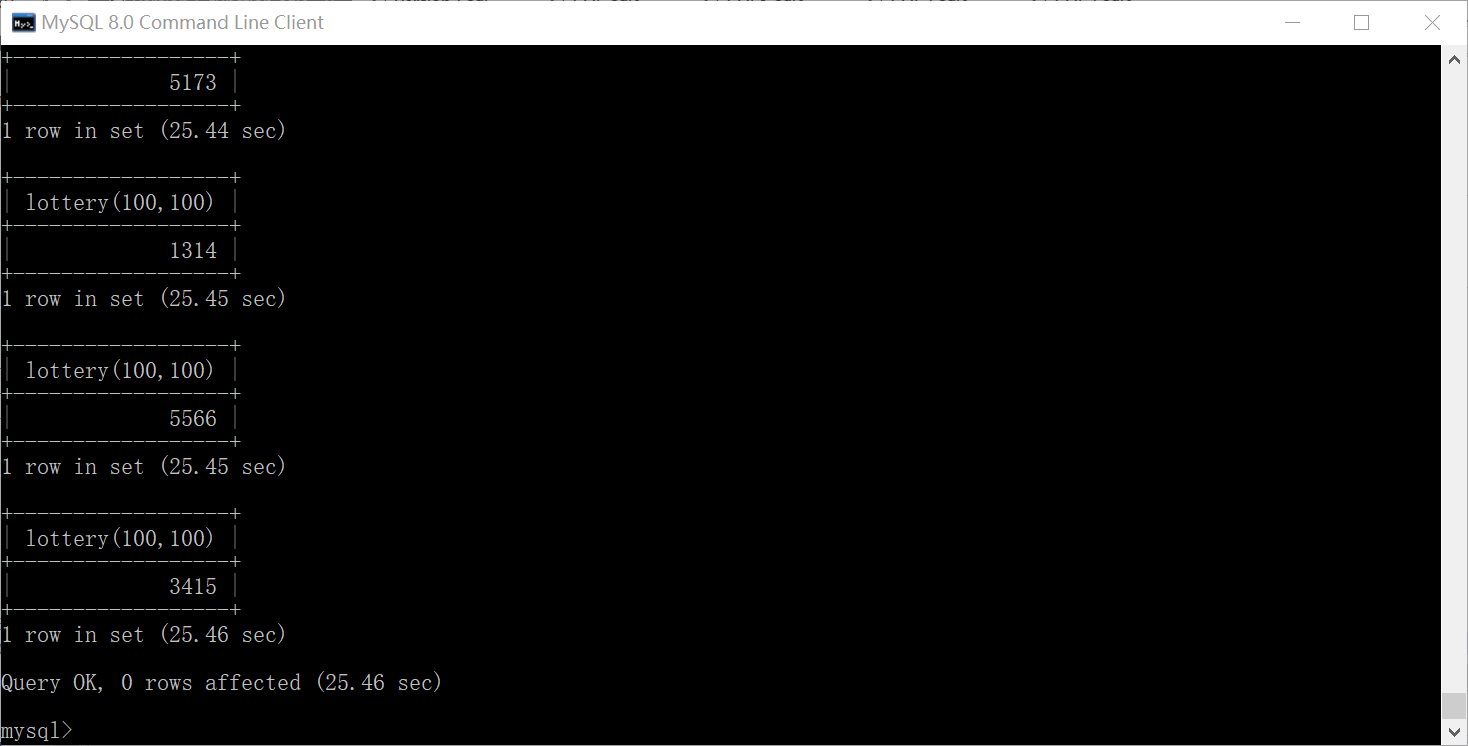 MySQL 8.0 Command Line Client
+------------------+
|             5173 |
+------------------+
1 row in set (25.44 sec)
+------------------+
| lottery(100,100) |
+------------------+
|             1314 |
+------------------+
1 row in set (25.45 sec)
+------------------+
| lottery(100,100) |
+------------------+
|             5566 |
+------------------+
1 row in set (25.45 sec)
+------------------+
| lottery(100,100) |
+------------------+
|             3415 |
+------------------+
1 row in set (25.46 sec)
Query OK, 0 rows affected (25.46 sec)
mysql>